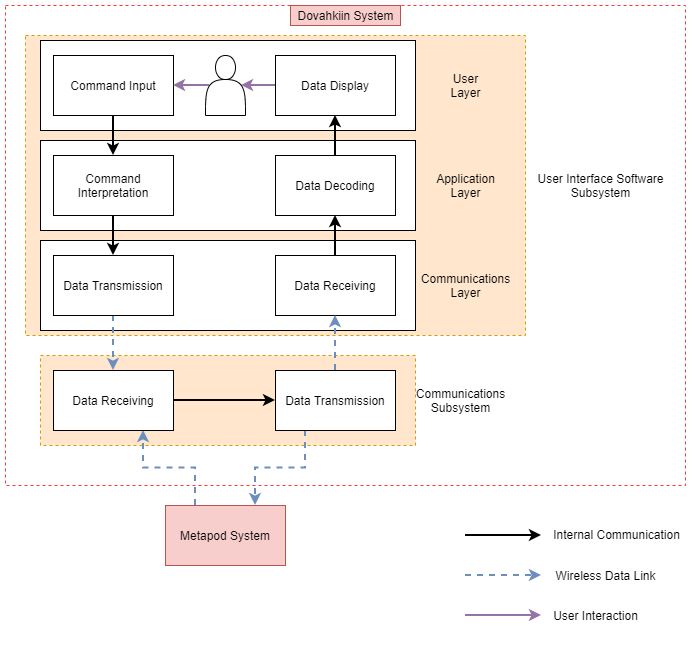 Dovahkiin System
Command Input
Data Display
User
Layer
Command
Interpretation
Data Decoding
Application
Layer
User Interface Software
Subsystem
Data Transmission
Data Receiving
Communications
Layer
Data Receiving
Data Transmission
Communications
Subsystem
Metapod System
Internal Communication
Wireless Data Link
User Interaction